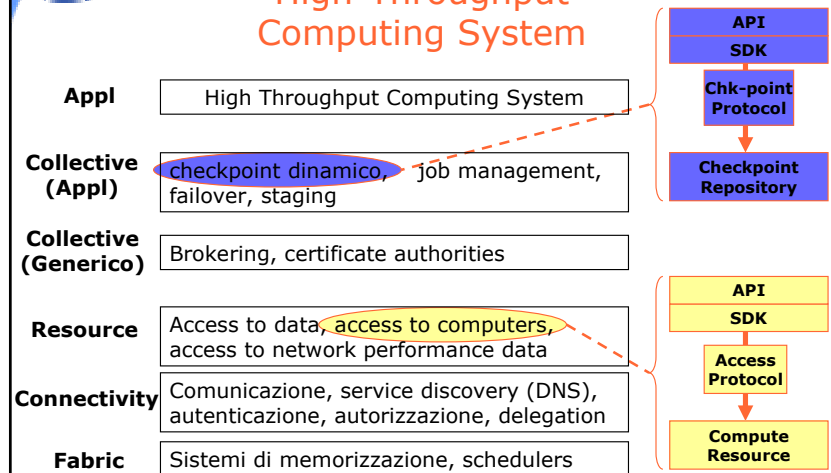 High Throughput
Computing System
API
SDK
Chk-point
Protocol
Checkpoint
Repository
Appl
High Throughput Computing System
Collective
(Appl)
checkpoint dinamico, job management,
failover, staging
Collective
(Generico)
Brokering, certificate authorities
Resource
Access to data, access to computers,
access to network performance data
API
SDK
Access
Protocol
Compute
Resource
Connectivity
Comunicazione, service discovery (DNS),
autenticazione, autorizzazione, delegation
Fabric
Sistemi di memorizzazione, schedulers